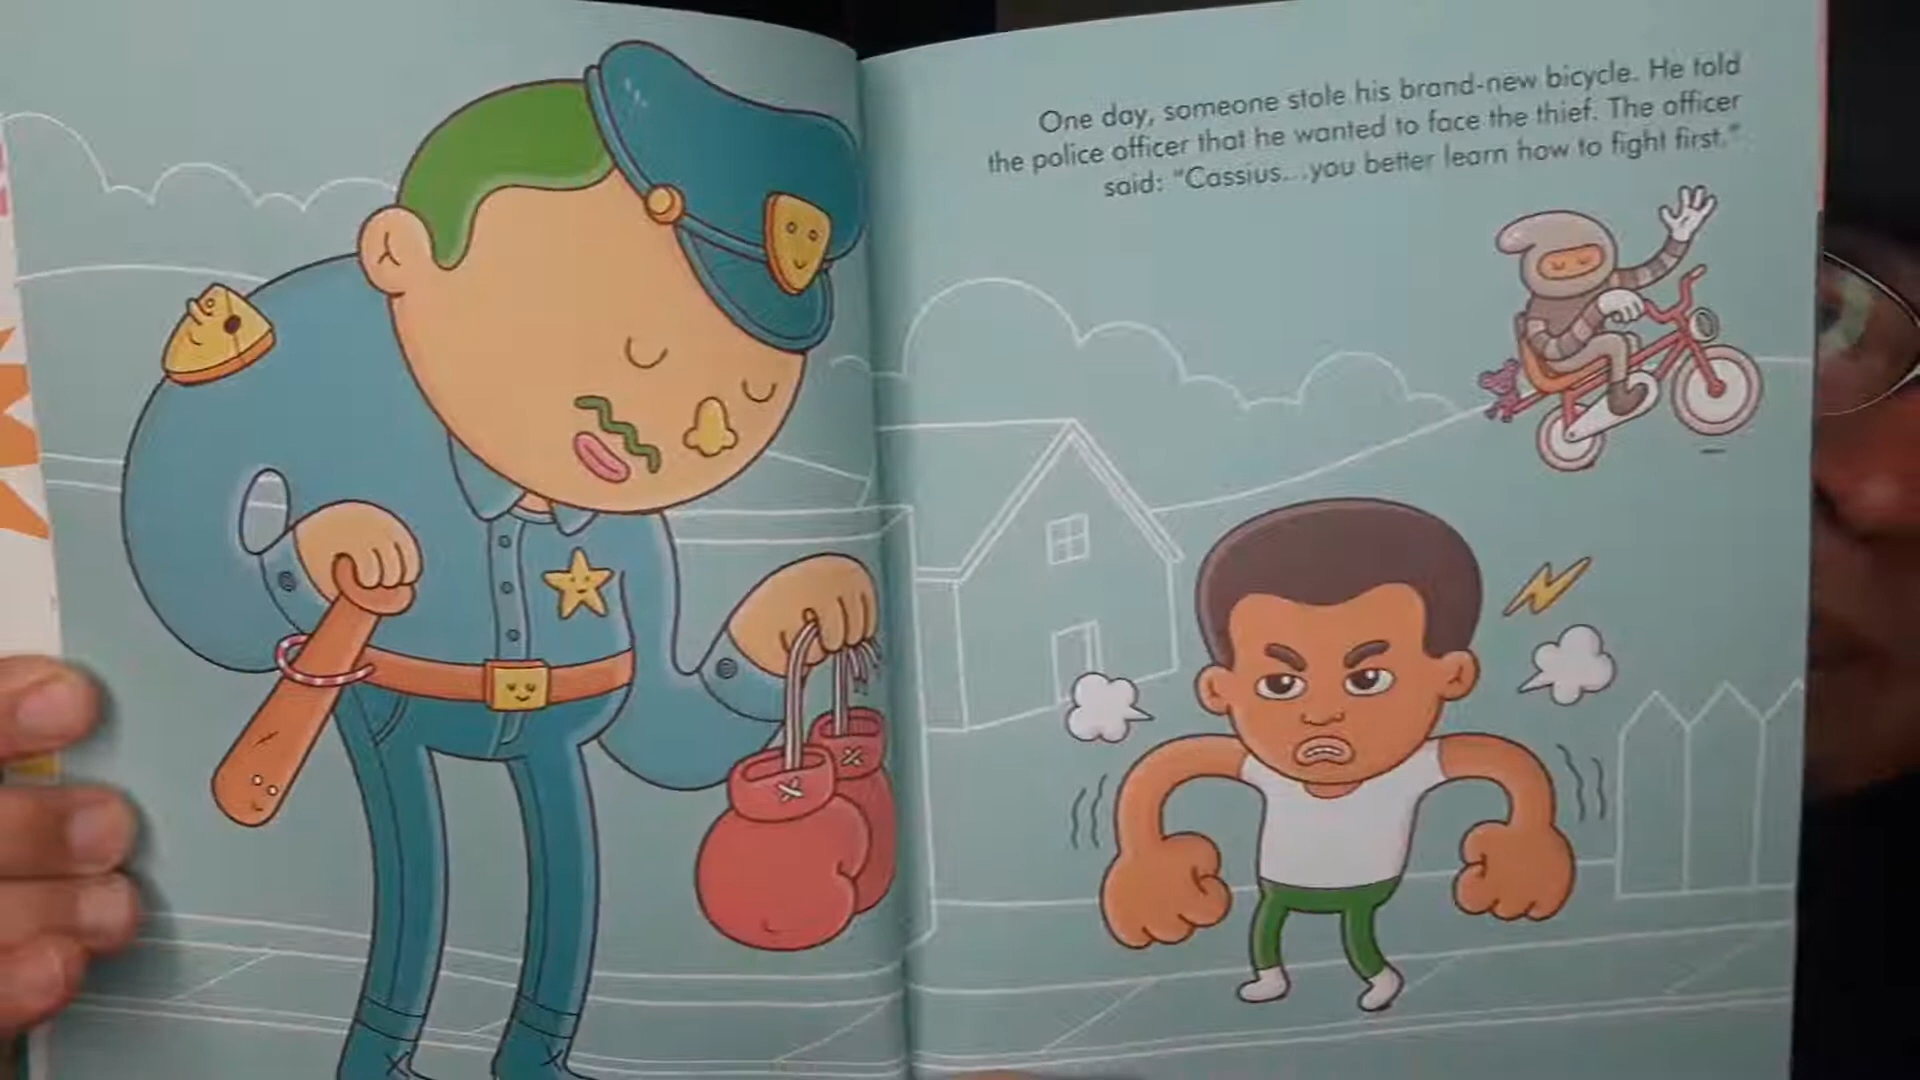 One day, someone stole his brand-new bicycle. He told
the police officer that he wanted to face the thief. The officer
said: "Cassius...you better learn how to fight first."